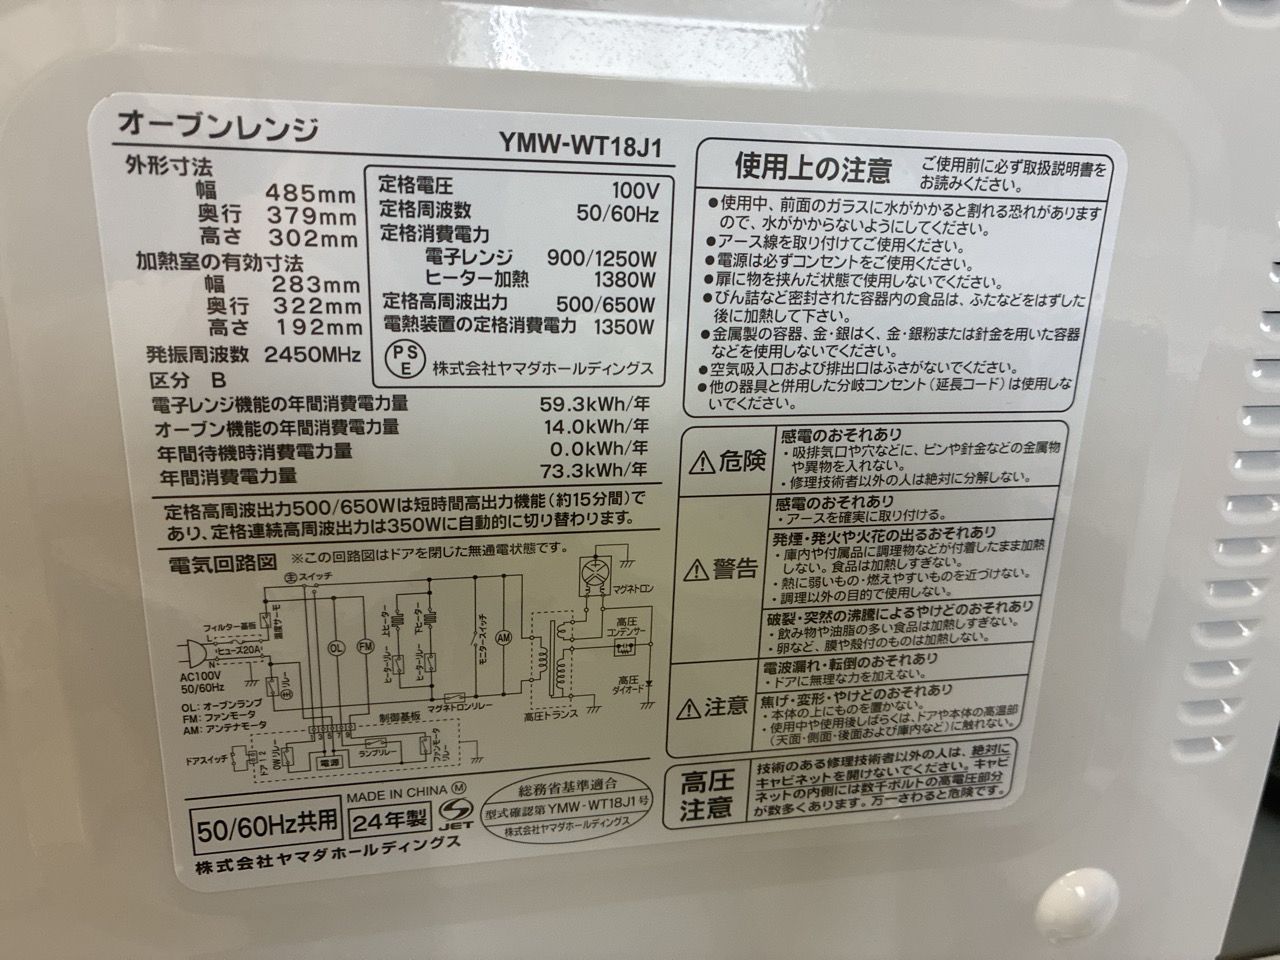 オーブンレンジ
YMW-WT18J1
外形寸法
幅 485mm
奥行 379mm
高さ 302mm
加熱室の有効寸法
幅 283mm
奥行 322mm
高さ 192mm
発振周波数 2450MHz
区分 B
定格電圧 100V
定格周波数 50/60Hz
定格消費電力
電子レンジ 900/1250W
ヒーター加熱 1380W
定格高周波出力 500/650W
電熱装置の定格消費電力 1350W
PSE 株式会社ヤマダホールディングス
電子レンジ機能の年間消費電力量 59.3kWh/年
オーブン機能の年間消費電力量 14.0kWh/年
年間待機時消費電力量 0.0kWh/年
年間消費電力量 73.3kWh/年
定格高周波出力500/650Wは短時間高出力機能（約15分間）で
あり、定格連続高周波出力は350Wに自動的に切り替わります。
電気回路図 ※この回路図はドアを閉じた無通電状態です。
主 スイッチ
フィルター基板
温度サーモ
L
ヒューズ20A
N
AC100V
50/60Hz
OL
FM
上ヒーター
下ヒーター
ヒーターリレー
ヒーターリレー
モニタースイッチ
AM
マグネトロン
高圧
コンデンサー
高圧
ダイオード
高圧トランス
マグネトロンリレー
主リレー
OL：オーブンランプ
FM：ファンモータ
AM：アンテナモータ
制御基板
1 3 5 7 9
ドアスイッチ
ドア 1 2
OWリレー
電源
ランプリレー
ファンモータ
リレー
50/60Hz共用
MADE IN CHINA M
24年製
JET
総務省基準適合
型式確認第YMW-WT18J1号
株式会社ヤマダホールディングス
株式会社ヤマダホールディングス
使用上の注意
ご使用前に必ず取扱説明書を
お読みください。
●使用中、前面のガラスに水がかかると割れる恐れがあります
ので、水がかからないようにしてください。
●アース線を取り付けてご使用ください。
●電源は必ずコンセントをご使用ください。
●扉に物を挟んだ状態で使用しないでください。
●びん詰など密封された容器内の食品は、ふたなどをはずした
後に加熱して下さい。
●金属製の容器、金・銀はく、金・銀粉または針金を用いた容器
などを使用しないでください。
●空気吸入口および排出口はふさがないでください。
●他の器具と併用した分岐コンセント（延長コード）は使用しな
いでください。
危険
感電のおそれあり
・吸排気口や穴などに、ピンや針金などの金属物
や異物を入れない。
・修理技術者以外の人は絶対に分解しない。
警告
感電のおそれあり
・アースを確実に取り付ける。
発煙・発火や火花の出るおそれあり
・庫内や付属品に調理物などが付着したまま加熱
しない。食品は加熱しすぎない。
・熱に弱いもの・燃えやすいものを近づけない。
・調理以外の目的で使用しない。
破裂・突然の沸騰によるやけどのおそれあり
・飲み物や油脂の多い食品は加熱しすぎない。
・卵など、膜や殻付のものは加熱しない。
注意
電波漏れ・転倒のおそれあり
・ドアに無理な力を加えない。
焦げ・変形・やけどのおそれあり
・本体の上にものを置かない。
・使用中や使用後しばらくは、ドアや本体の高温部
（天面・側面・後面および庫内など）に触れない。
高圧
注意
技術のある修理技術者以外の人は、絶対に
キャビネットを開けないでください。キャビ
ネットの内側には数千ボルトの高電圧部分
が数多くあります。万一さわると危険です。